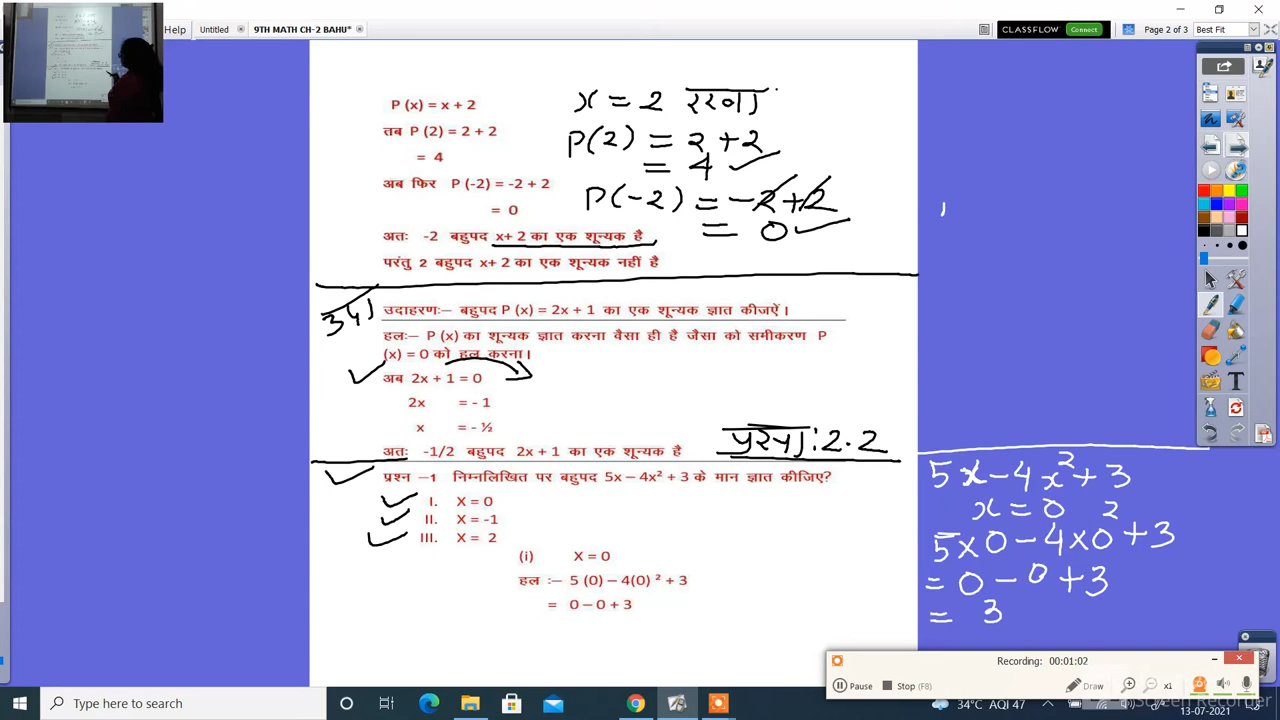 Help Untitled 9TH MATH CH-2 BAHU* CLASSFLOW Connect Page 2 of 3 Best Fit
P (x) = x + 2
तब P (2) = 2 + 2
= 4
अब फिर P (-2) = -2 + 2
= 0
अतः -2 बहुपद x+ 2 का एक शून्यक है
परंतु 2 बहुपद x+ 2 का एक शून्यक नहीं है
x = 2 रखना
P(2) = 2 + 2
= 4
P(-2) = -2 + 2
= 0
उदाहरणः– बहुपद P (x) = 2x + 1 का एक शून्यक ज्ञात कीजऐं।
हलः– P (x) का शून्यक ज्ञात करना वैसा ही है जैसा को समीकरण P
(x) = 0 को हल करना।
अब 2x + 1 = 0
2x = - 1
x = - ½
अतः -1/2 बहुपद 2x + 1 का एक शून्यक है
2.2
प्रश्न –1 निम्नलिखित पर बहुपद 5x – 4x² + 3 के मान ज्ञात कीजिए?
I. X = 0
II. X = -1
III. X = 2
(i) X = 0
हल :– 5 (0) – 4(0) ² + 3
= 0 – 0 + 3
5x - 4x² + 3
x = 0
5×0 - 4×0² + 3
= 0 - 0 + 3
= 3
Recording: 00:01:02
Pause Stop (F8) Draw x1
Type here to search
34°C AQI 47
13-07-2021